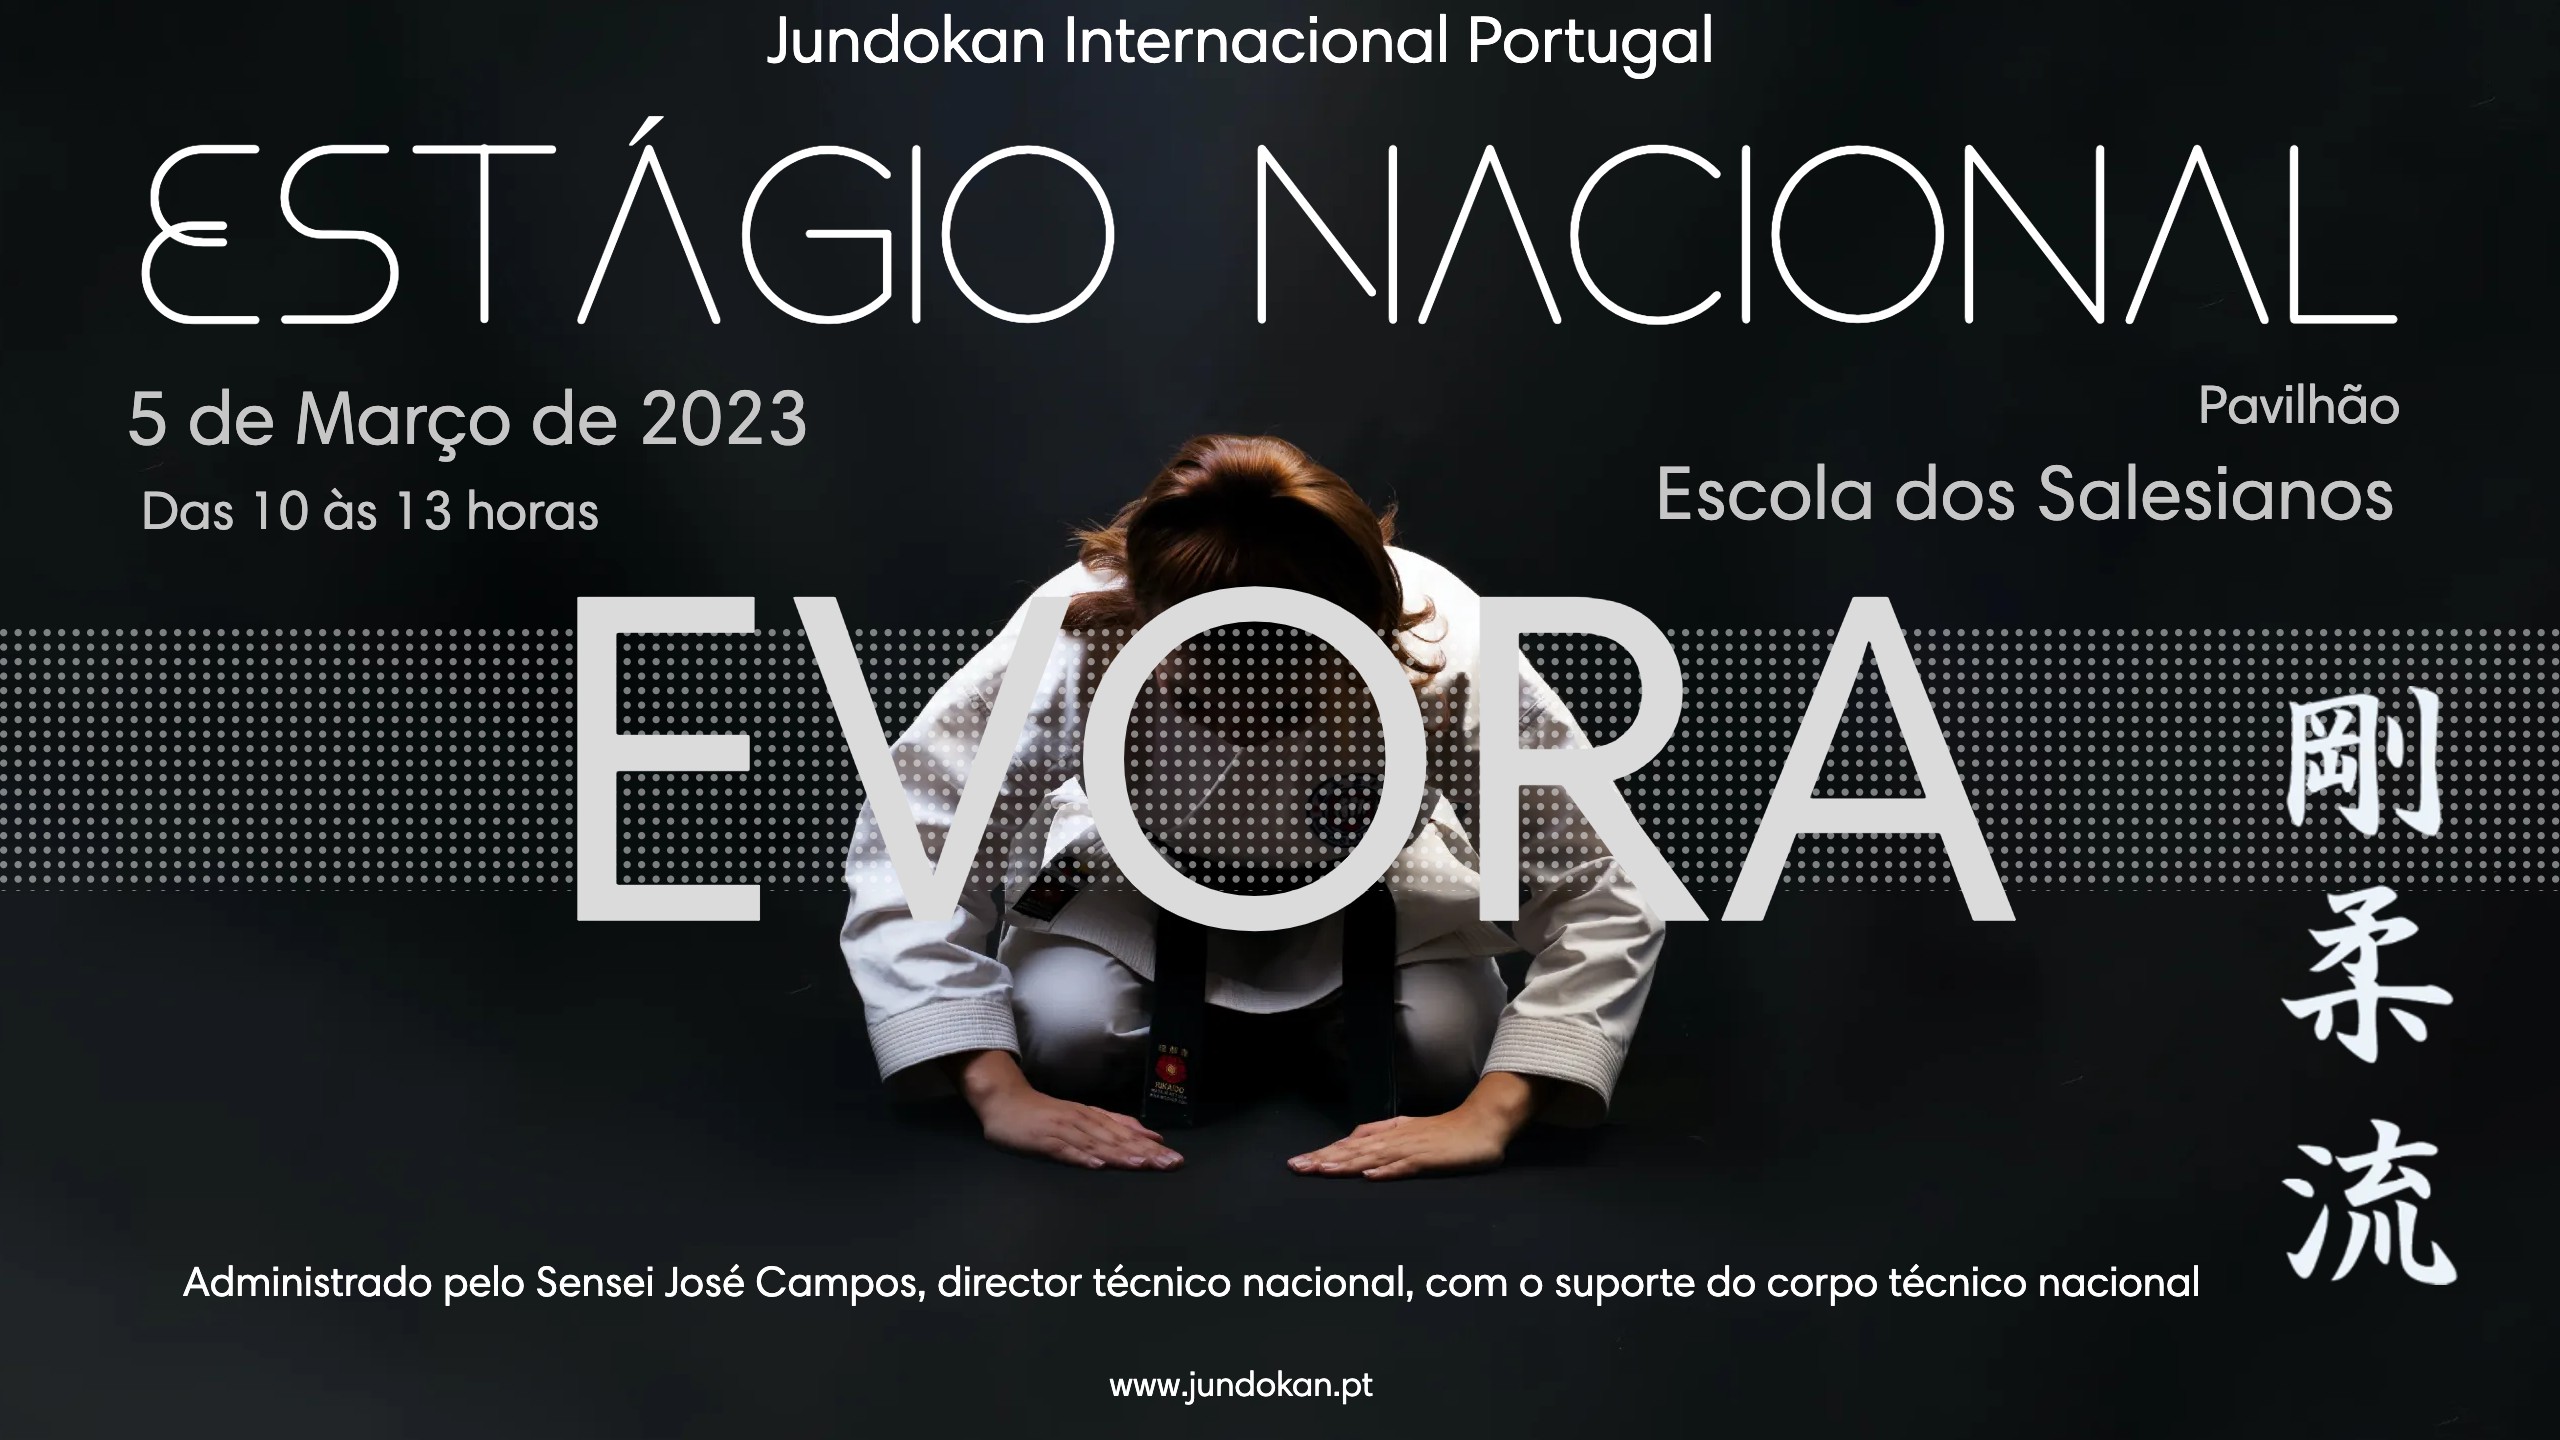 Jundokan Internacional Portugal
ESTÁGIO NACIONAL
5 de Março de 2023
Das 10 às 13 horas
Pavilhão
Escola dos Salesianos
EVORA
剛
柔
流
Administrado pelo Sensei José Campos, director técnico nacional, com o suporte do corpo técnico nacional
www.jundokan.pt